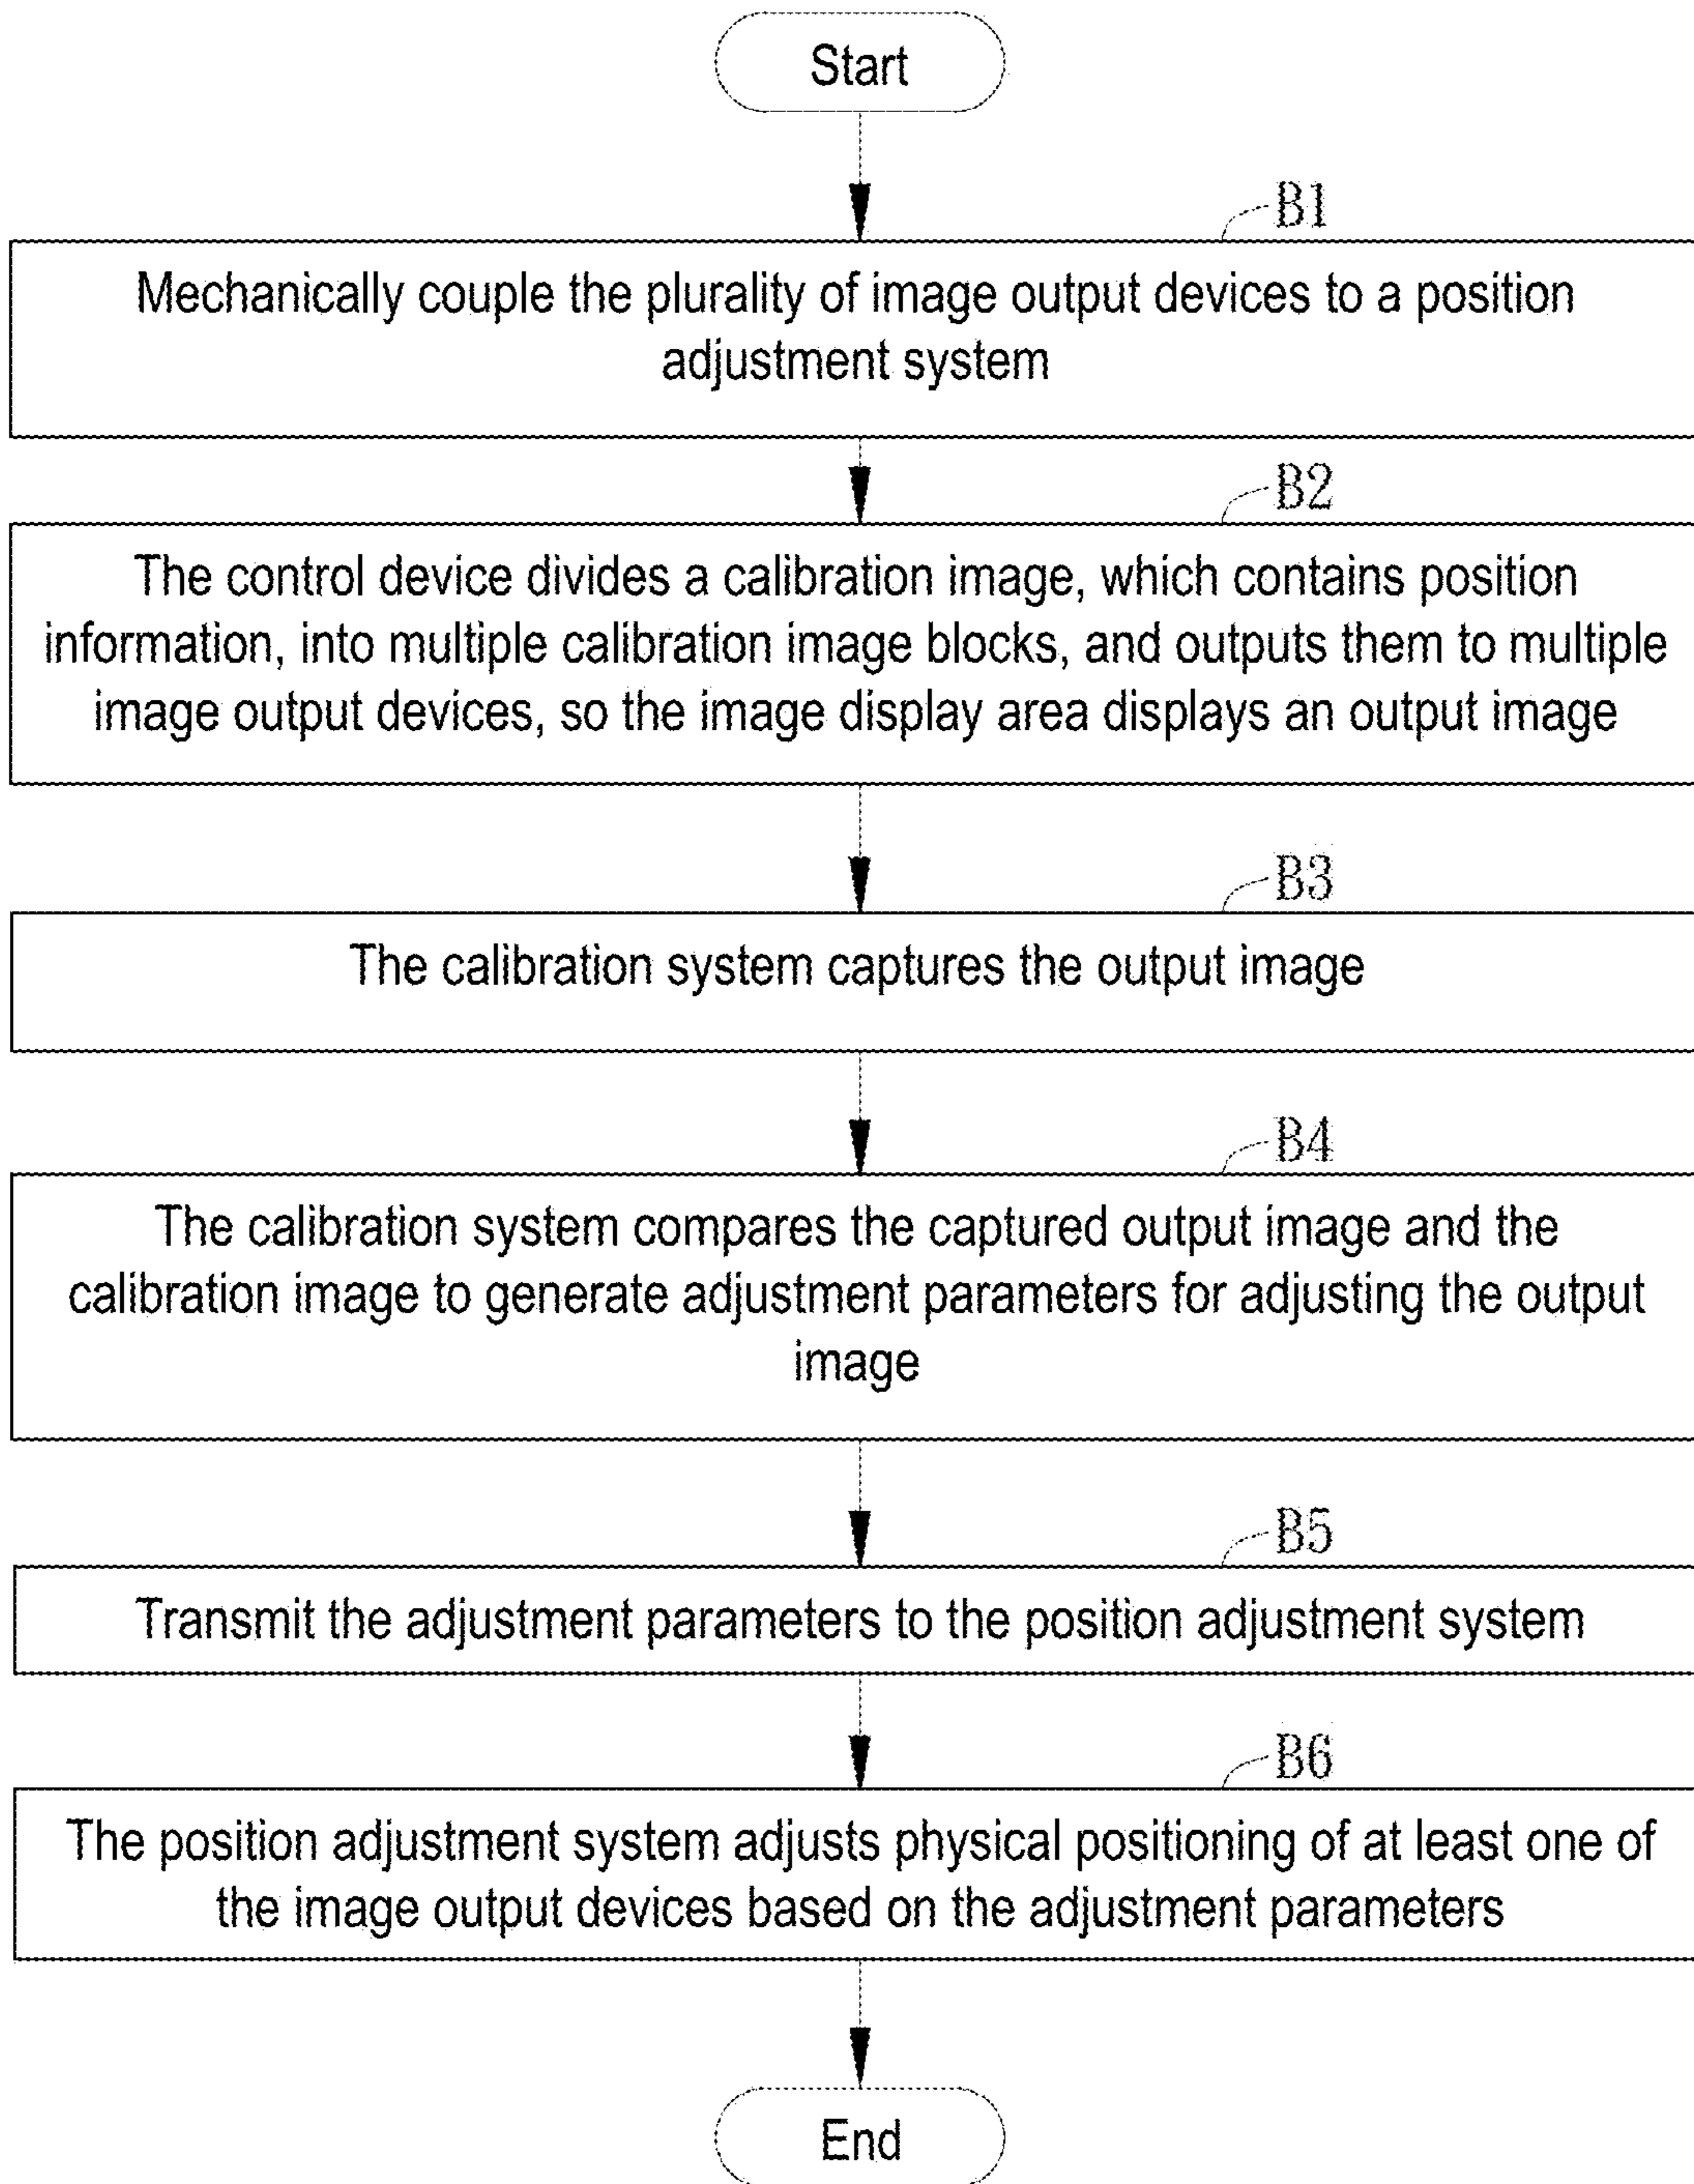 Start
B1
Mechanically couple the plurality of image output devices to a position
adjustment system
B2
The control device divides a calibration image, which contains position
information, into multiple calibration image blocks, and outputs them to multiple
image output devices, so the image display area displays an output image
B3
The calibration system captures the output image
B4
The calibration system compares the captured output image and the
calibration image to generate adjustment parameters for adjusting the output
image
B5
Transmit the adjustment parameters to the position adjustment system
B6
The position adjustment system adjusts physical positioning of at least one of
the image output devices based on the adjustment parameters
End